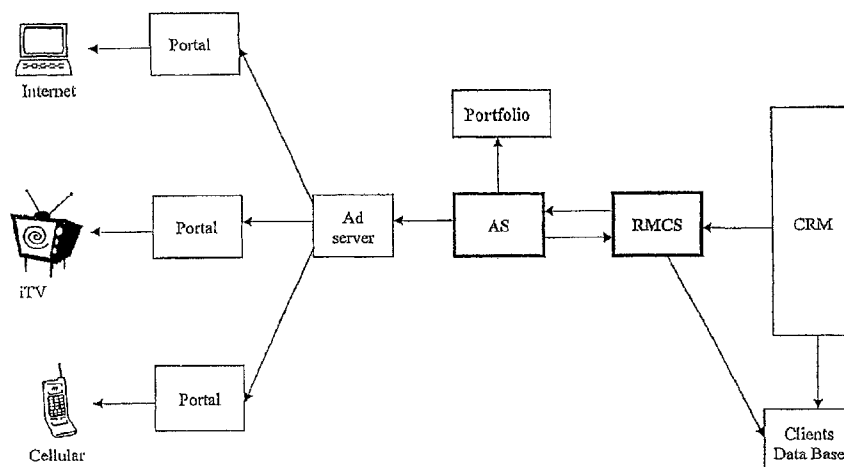 Portal
Internet
Portfolio
Portal
Ad
server
AS
RMCS
CRM
iTV
Portal
Cellular
Clients
Data Base